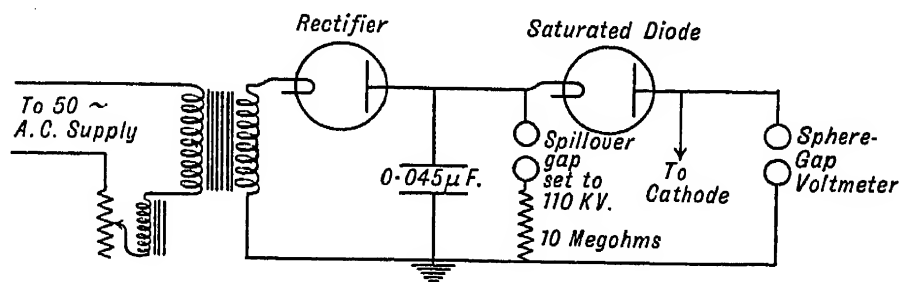 Rectifier
Saturated Diode
To 50 ~
A.C. Supply
0·045μF.
Spillover
gap
set to
110 KV.
10 Megohms
To
Cathode
Sphere-
Gap
Voltmeter